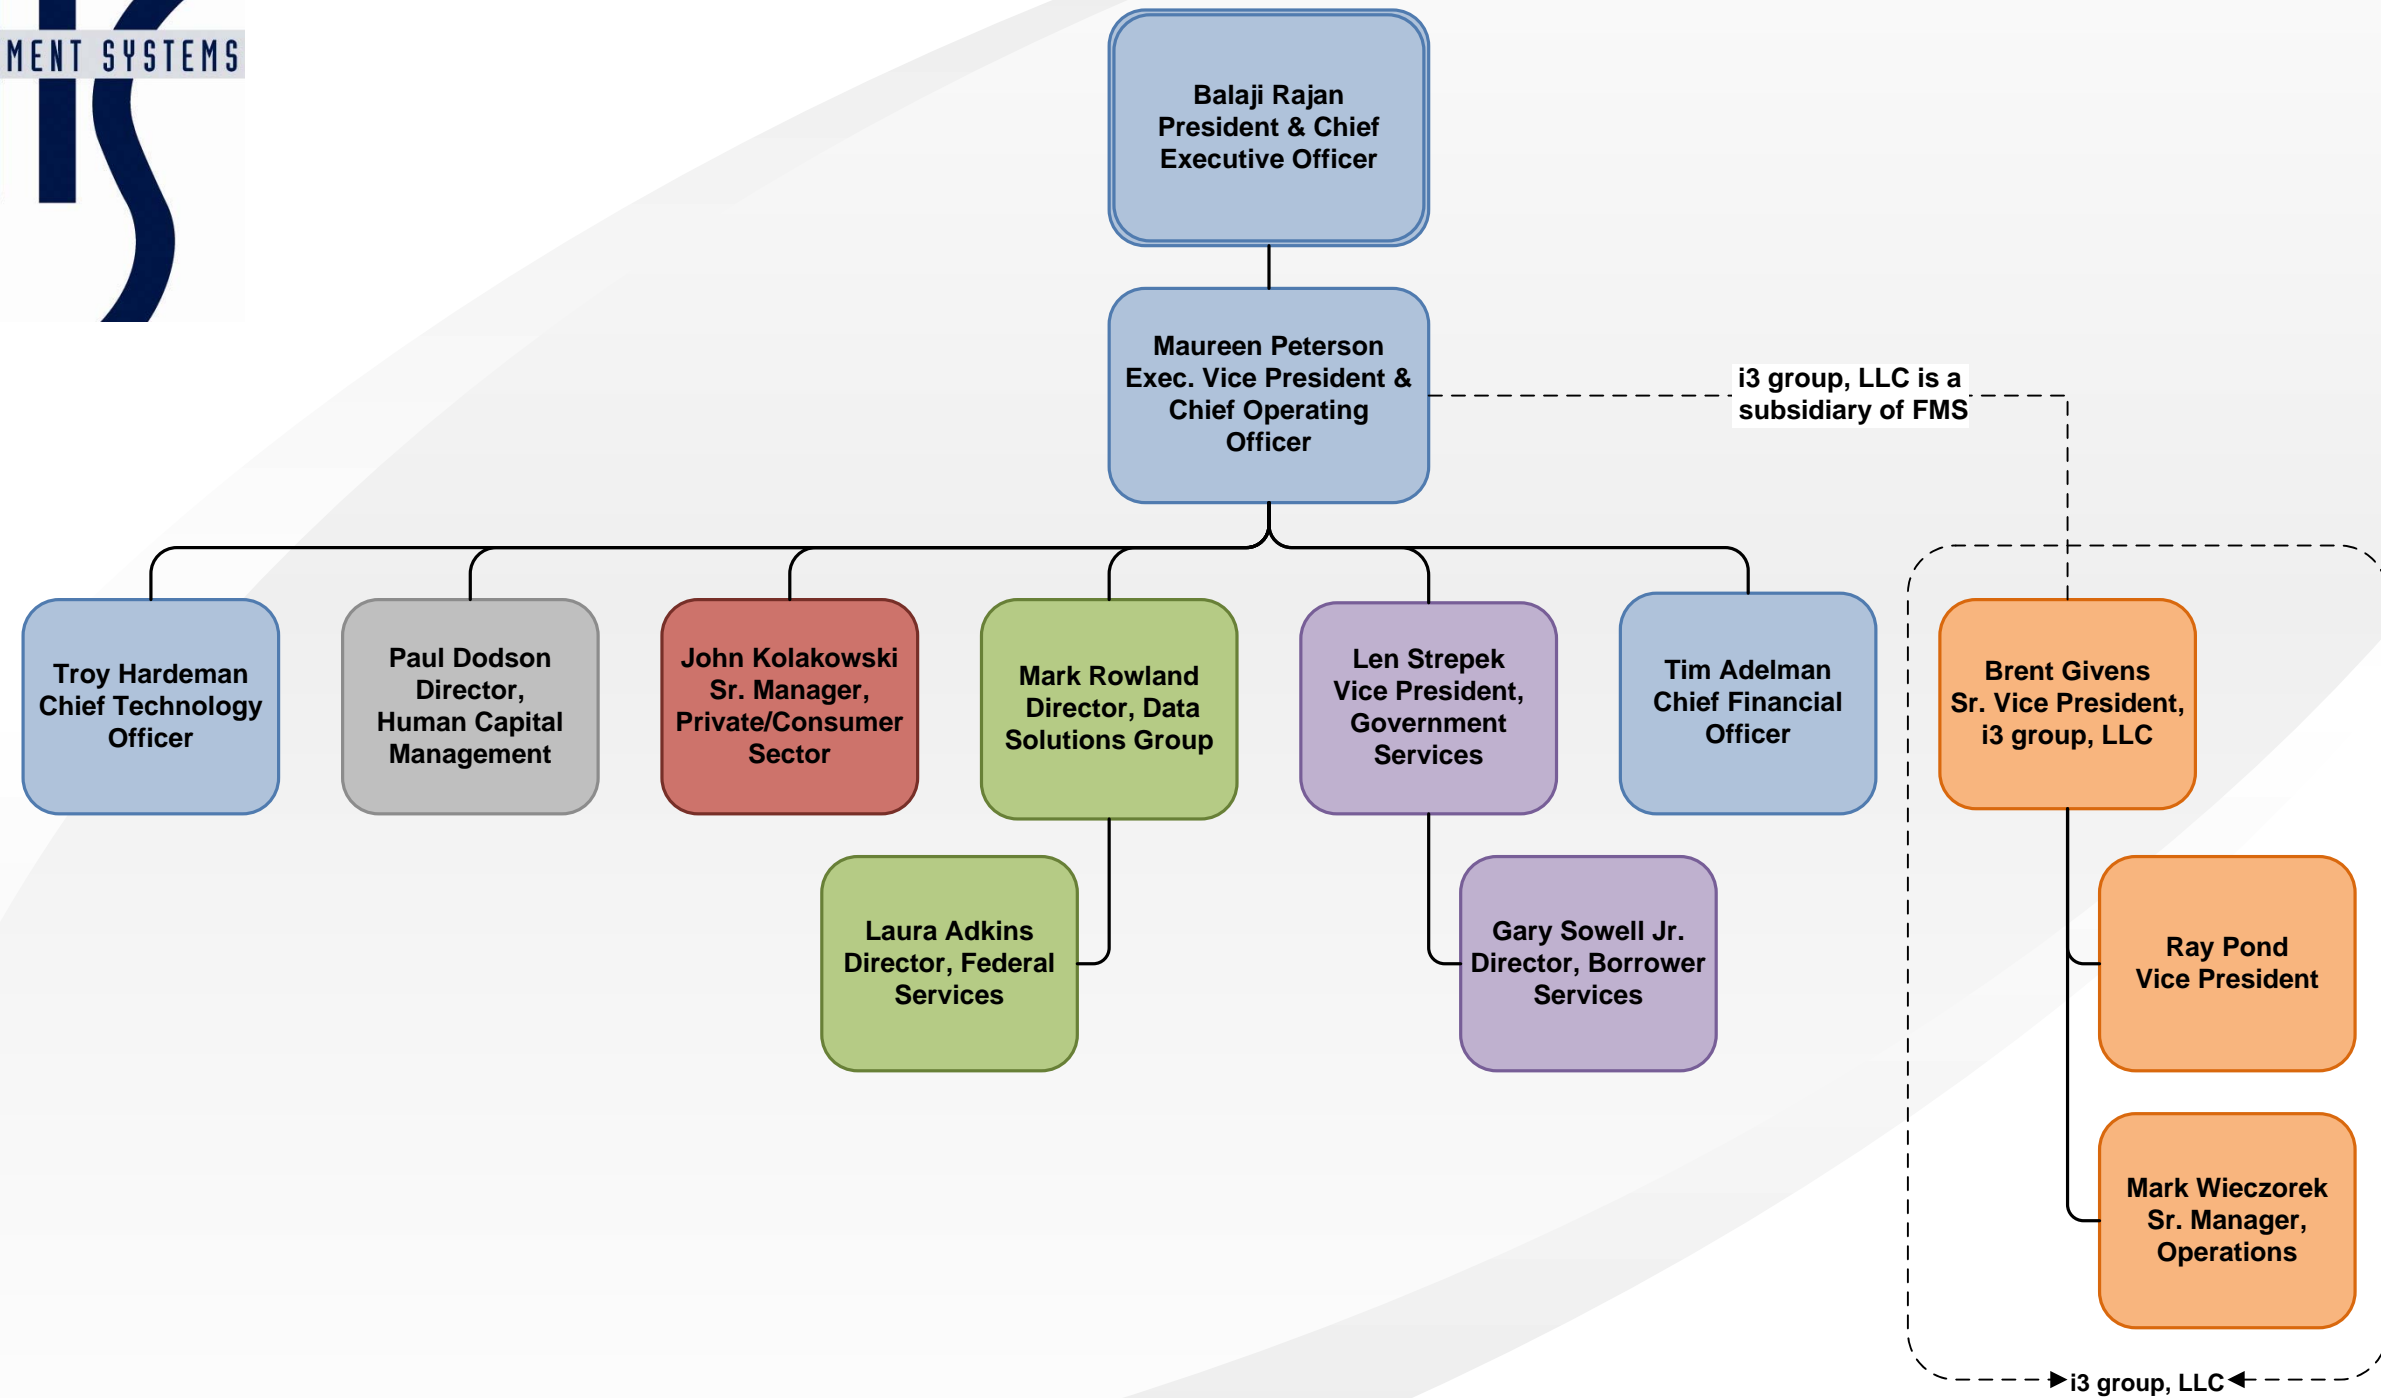 MENT SYSTEMS
Balaji Rajan
President & Chief
Executive Officer
Maureen Peterson
Exec. Vice President &
Chief Operating
Officer
i3 group, LLC is a
subsidiary of FMS
Troy Hardeman
Chief Technology
Officer
Paul Dodson
Director,
Human Capital
Management
John Kolakowski
Sr. Manager,
Private/Consumer
Sector
Mark Rowland
Director, Data
Solutions Group
Len Strepek
Vice President,
Government
Services
Tim Adelman
Chief Financial
Officer
Brent Givens
Sr. Vice President,
i3 group, LLC
Laura Adkins
Director, Federal
Services
Gary Sowell Jr.
Director, Borrower
Services
Ray Pond
Vice President
Mark Wieczorek
Sr. Manager,
Operations
i3 group, LLC